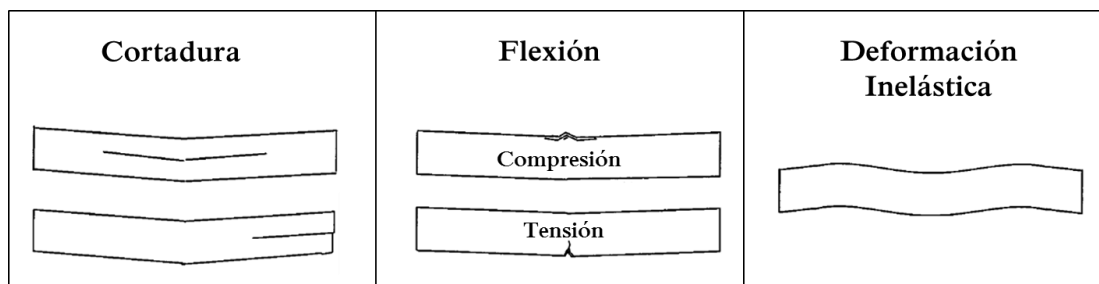 Cortadura
Flexión
Compresión
Tensión
Deformación
Inelástica